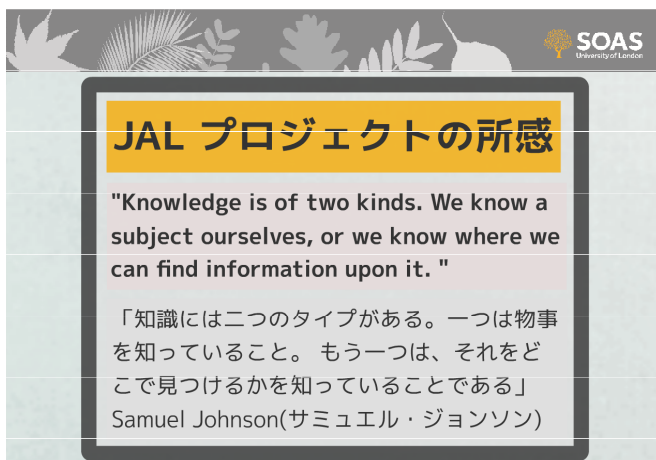 SOAS
University of London
JAL プロジェクトの所感
"Knowledge is of two kinds. We know a
subject ourselves, or we know where we
can find information upon it. "
「知識には二つのタイプがある。一つは物事
を知っていること。 もう一つは、それをど
こで見つけるかを知っていることである」
Samuel Johnson(サミュエル・ジョンソン)